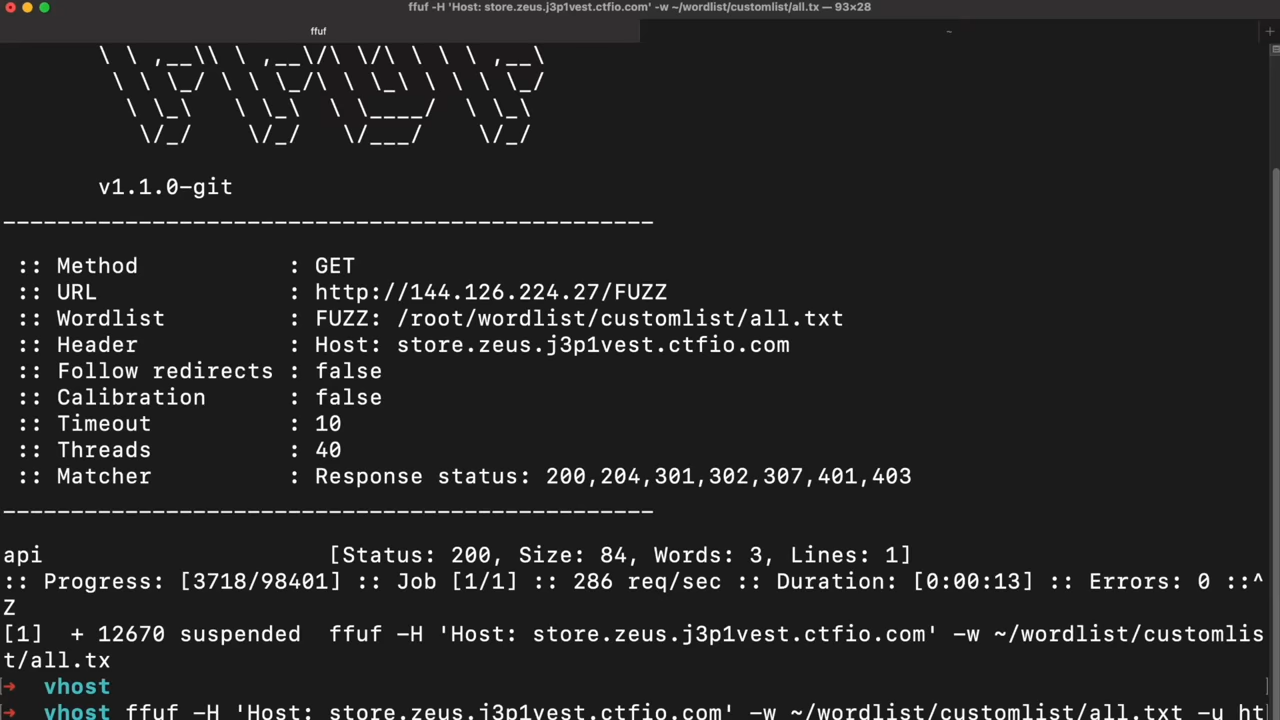 ffuf -H 'Host: store.zeus.j3p1vest.ctfio.com' -w ~/wordlist/customlist/all.tx — 93×28
ffuf
~
\ \ ,__\\ \ ,__\/\ \/\ \ \ \ ,__\
\ \ \_/ \ \ \_/\ \ \_\ \ \ \ \_/
\ \_\   \ \_\  \ \____/  \ \_\
\/_/    \/_/   \/___/    \/_/
v1.1.0-git
________________________________________________
:: Method           : GET
:: URL              : http://144.126.224.27/FUZZ
:: Wordlist         : FUZZ: /root/wordlist/customlist/all.txt
:: Header           : Host: store.zeus.j3p1vest.ctfio.com
:: Follow redirects : false
:: Calibration      : false
:: Timeout          : 10
:: Threads          : 40
:: Matcher          : Response status: 200,204,301,302,307,401,403
________________________________________________
api                     [Status: 200, Size: 84, Words: 3, Lines: 1]
:: Progress: [3718/98401] :: Job [1/1] :: 286 req/sec :: Duration: [0:00:13] :: Errors: 0 ::^
Z
[1]  + 12670 suspended  ffuf -H 'Host: store.zeus.j3p1vest.ctfio.com' -w ~/wordlist/customlis
t/all.tx
➜  vhost
➜  vhost ffuf -H 'Host: store.zeus.j3p1vest.ctfio.com' -w ~/wordlist/customlist/all.txt -u ht